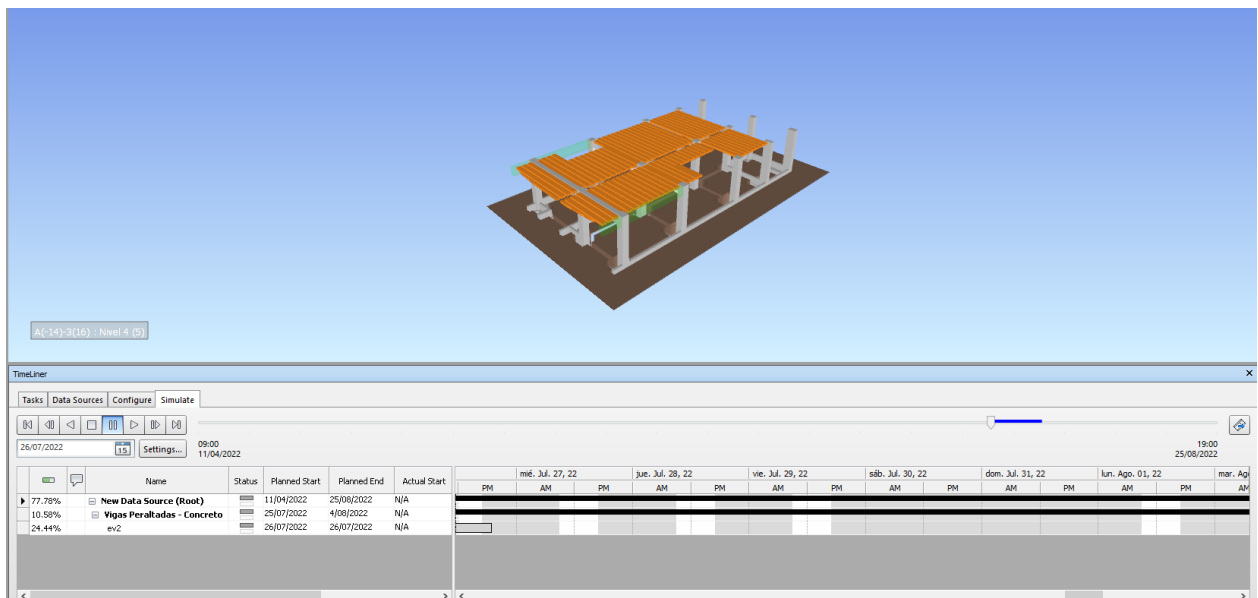 A(-14)-3(16) : Nivel 4 (5)
TimeLiner
Tasks Data Sources Configure Simulate
26/07/2022 15 Settings... 09:00 11/04/2022 19:00 25/08/2022
Name Status Planned Start Planned End Actual Start mié. Jul. 27, 22 jue. Jul. 28, 22 vie. Jul. 29, 22 sáb. Jul. 30, 22 dom. Jul. 31, 22 lun. Ago. 01, 22 mar. Ag
PM AM PM AM PM AM PM AM PM AM PM AM PM AM
77.78% New Data Source (Root) 11/04/2022 25/08/2022 N/A
10.58% Vigas Peraltadas - Concreto 25/07/2022 4/08/2022 N/A
24.44% ev2 26/07/2022 26/07/2022 N/A